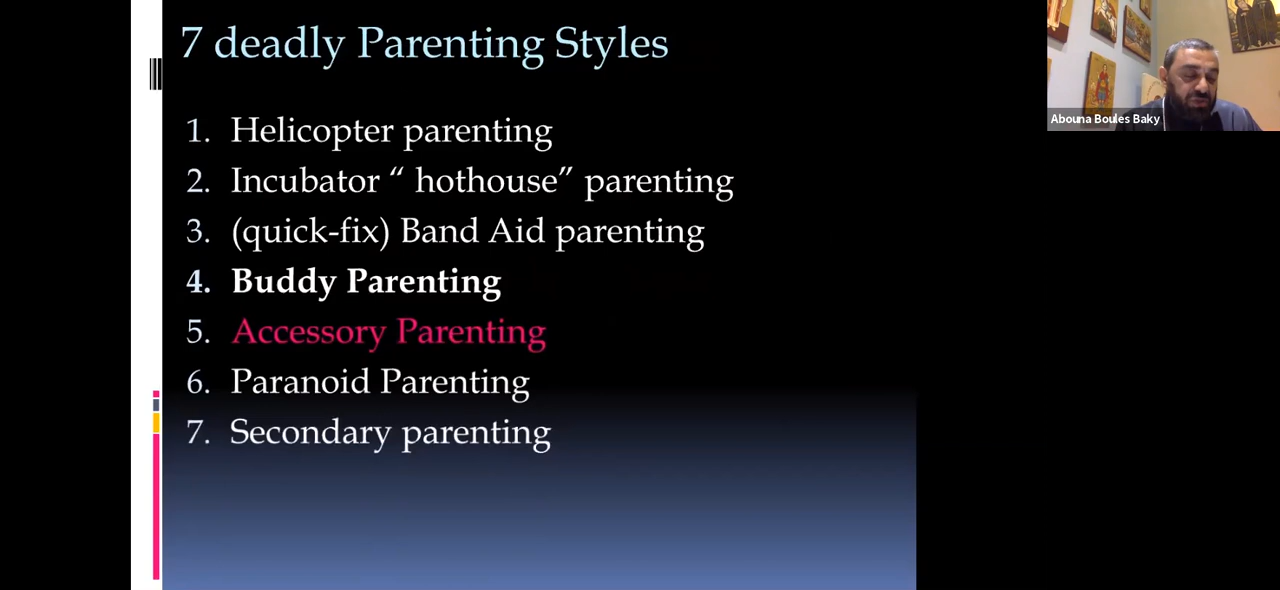 7 deadly Parenting Styles
1. Helicopter parenting
2. Incubator “ hothouse” parenting
3. (quick-fix) Band Aid parenting
4. Buddy Parenting
5. Accessory Parenting
6. Paranoid Parenting
7. Secondary parenting
Abouna Boules Baky